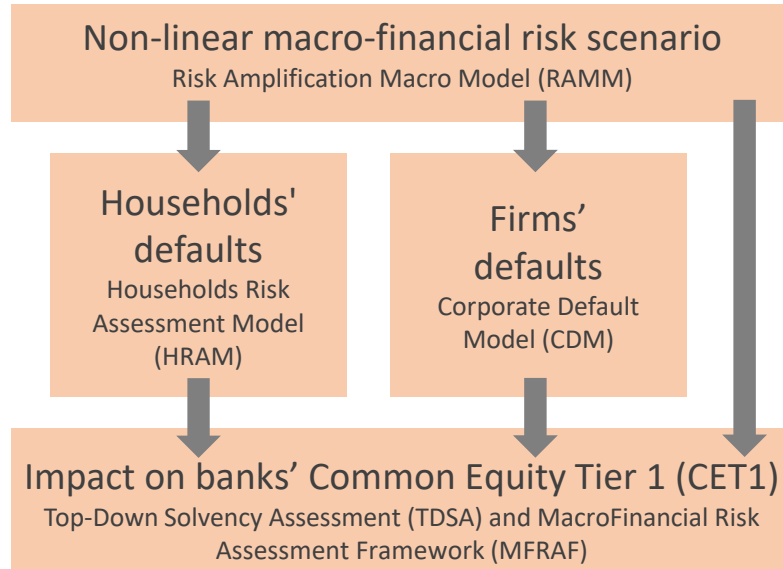 Non-linear macro-financial risk scenario
Risk Amplification Macro Model (RAMM)
Households'
defaults
Households Risk
Assessment Model
(HRAM)
Firms’
defaults
Corporate Default
Model (CDM)
Impact on banks’ Common Equity Tier 1 (CET1)
Top-Down Solvency Assessment (TDSA) and MacroFinancial Risk
Assessment Framework (MFRAF)